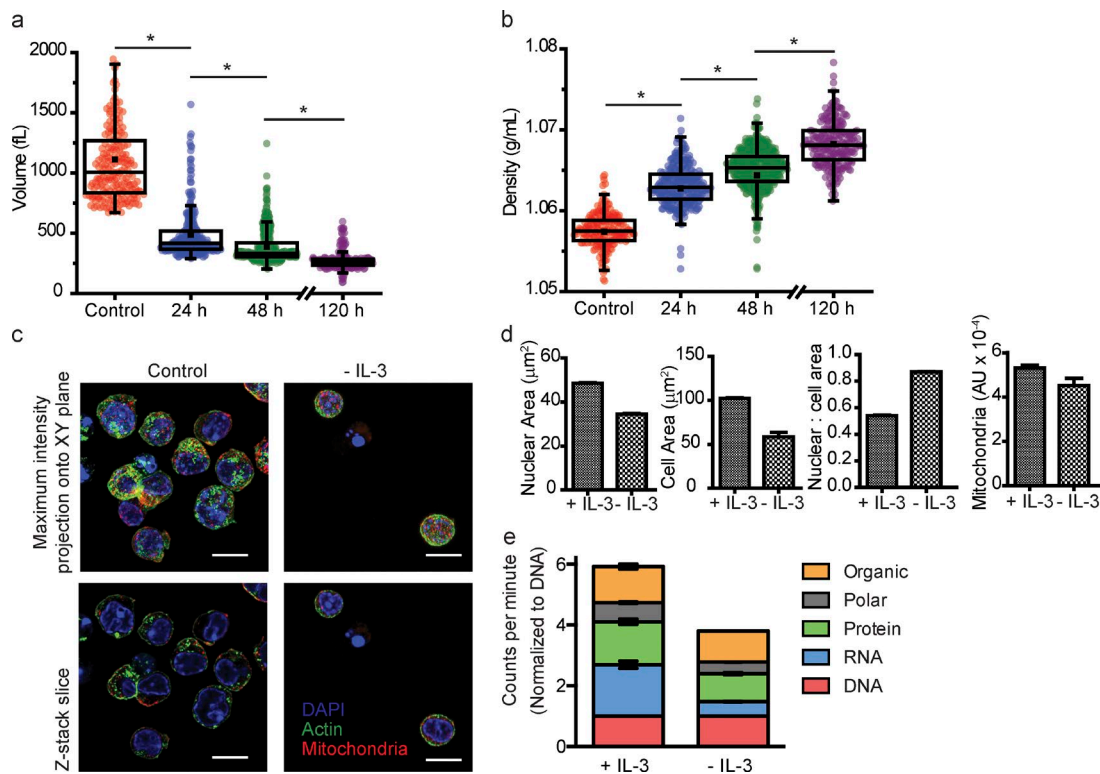 a
Volume (fL)
2000
1500
1000
500
0
*
*
*
Control
24 h
48 h
120 h
b
Density (g/mL)
1.08
1.07
1.06
1.05
*
*
*
Control
24 h
48 h
120 h
c
Control
- IL-3
Maximum intensity
projection onto XY plane
Z-stack slice
DAPI
Actin
Mitochondria
d
Nuclear Area (μm²)
60
40
20
0
+ IL-3
- IL-3
Cell Area (μm²)
150
100
50
0
+ IL-3
- IL-3
Nuclear : cell area
1.0
0.8
0.6
0.4
0.2
0.0
+ IL-3
- IL-3
Mitochondria (AU x 10⁻⁴)
6
4
2
0
+ IL-3
- IL-3
e
Counts per minute
(Normalized to DNA)
6
4
2
0
+ IL-3
- IL-3
Organic
Polar
Protein
RNA
DNA